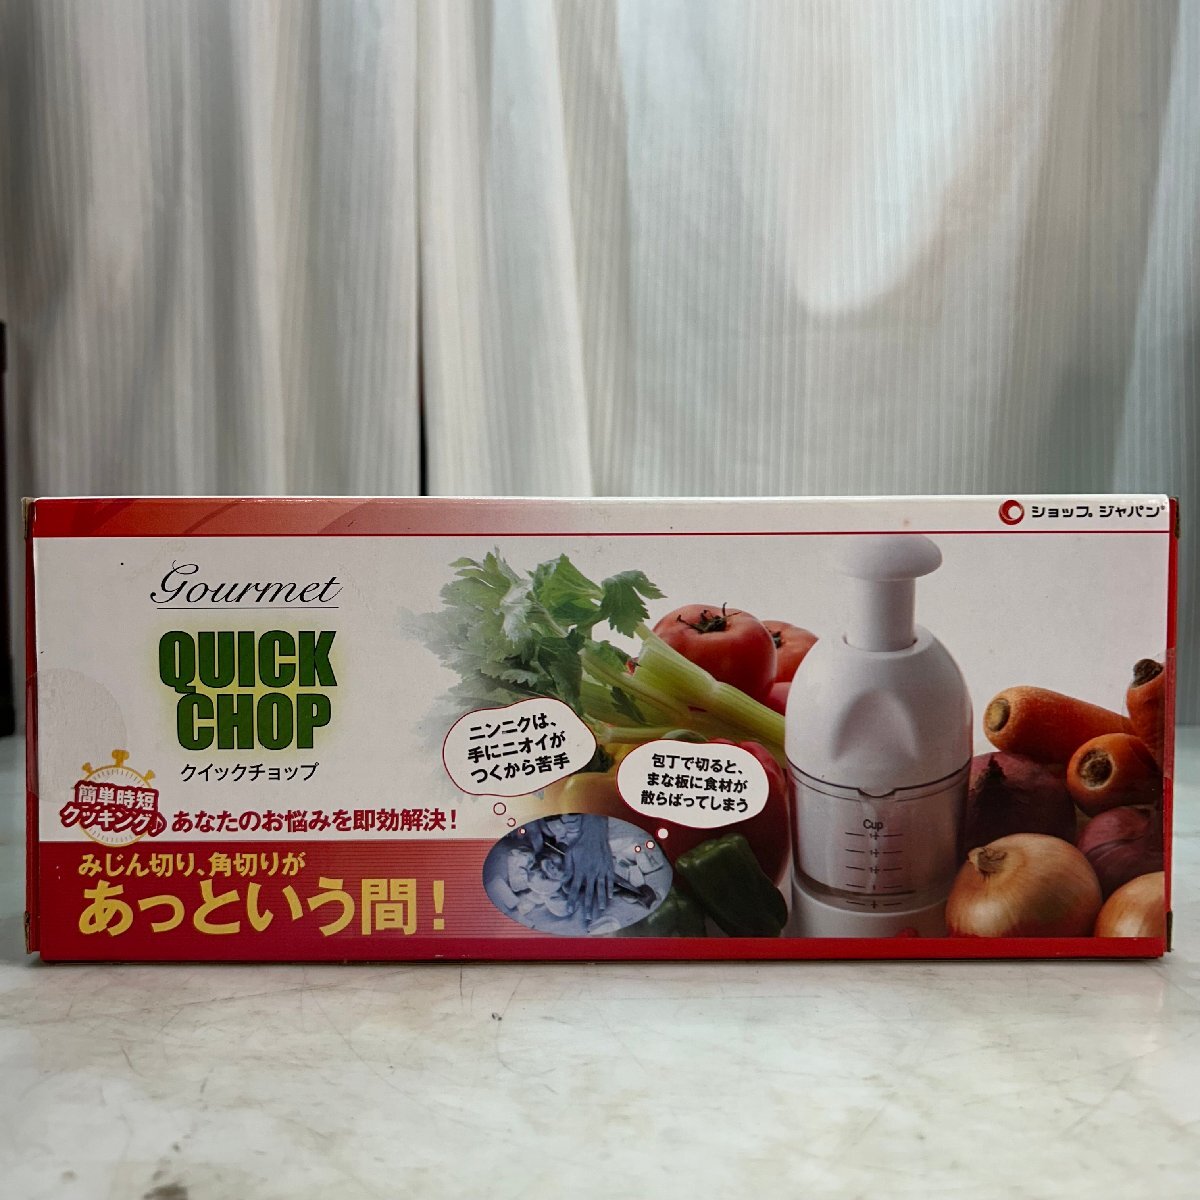 ショップジャパン®
Gourmet
QUICK
CHOP
クイックチョップ
簡単時短
クッキング♪
あなたのお悩みを即効解決!
みじん切り、角切りが
あっという間!
ニンニクは、
手にニオイが
つくから苦手
包丁で切ると、
まな板に食材が
散らばってしまう
Cup